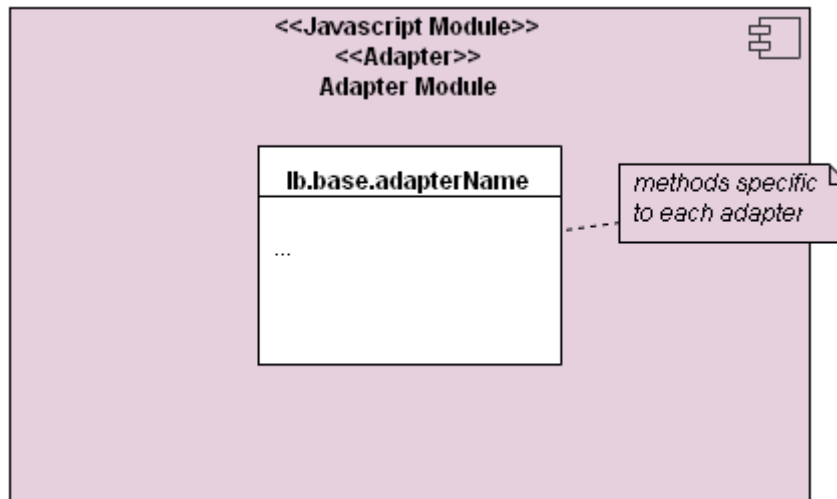 <<Javascript Module>>
<<Adapter>>
Adapter Module
lb.base.adapterName
...
methods specific
to each adapter